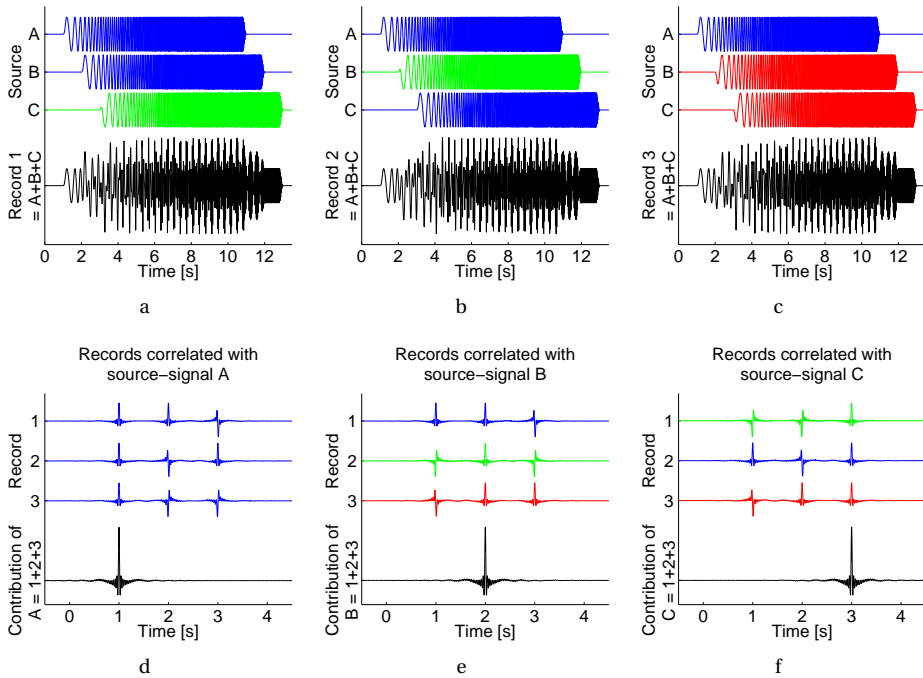 A
B
C
Source
Record 1
= A+B+C
0 2 4 6 8 10 12
Time [s]
a
A
B
C
Source
Record 2
= A+B+C
0 2 4 6 8 10 12
Time [s]
b
A
B
C
Source
Record 3
= A+B+C
0 2 4 6 8 10 12
Time [s]
c
Records correlated with
source−signal A
1
2
3
Record
Contribution of
A = 1+2+3
0 1 2 3 4
Time [s]
d
Records correlated with
source−signal B
1
2
3
Record
Contribution of
B = 1+2+3
0 1 2 3 4
Time [s]
e
Records correlated with
source−signal C
1
2
3
Record
Contribution of
C = 1+2+3
0 1 2 3 4
Time [s]
f